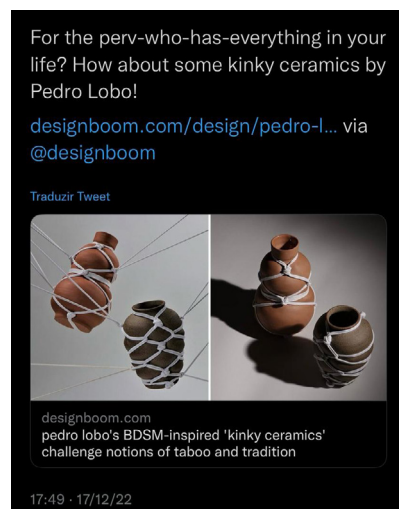 For the perv-who-has-everything in your
life? How about some kinky ceramics by
Pedro Lobo!
designboom.com/design/pedro-l... via
@designboom
Traduzir Tweet
designboom.com
pedro lobo's BDSM-inspired 'kinky ceramics'
challenge notions of taboo and tradition
17:49 · 17/12/22